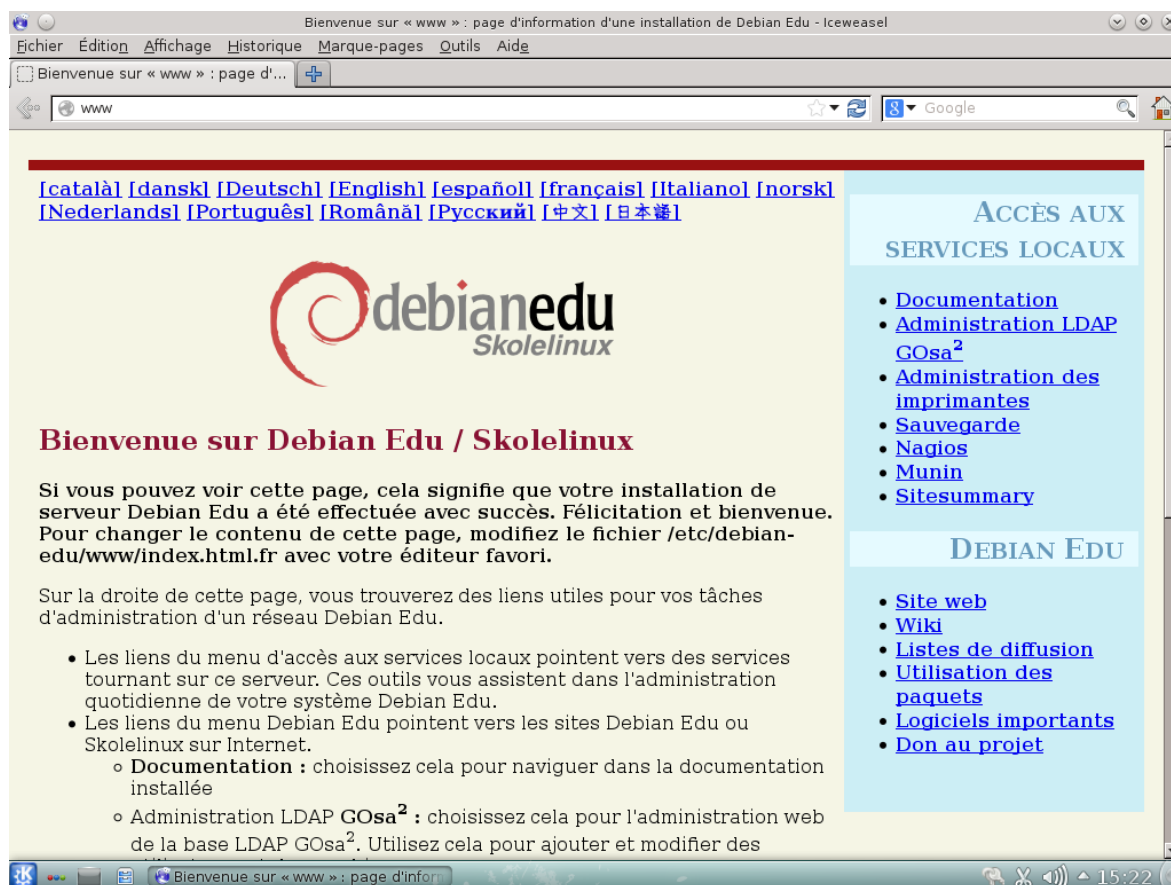 Bienvenue sur « www » : page d'information d'une installation de Debian Edu - Iceweasel
Fichier Édition Affichage Historique Marque-pages Outils Aide
Bienvenue sur « www » : page d'...
www
Google
[català] [dansk] [Deutsch] [English] [español] [français] [Italiano] [norsk]
[Nederlands] [Português] [Română] [Русский] [中文] [日本語]
debianedu
Skolelinux
Bienvenue sur Debian Edu / Skolelinux
Si vous pouvez voir cette page, cela signifie que votre installation de
serveur Debian Edu a été effectuée avec succès. Félicitation et bienvenue.
Pour changer le contenu de cette page, modifiez le fichier /etc/debian-
edu/www/index.html.fr avec votre éditeur favori.
Sur la droite de cette page, vous trouverez des liens utiles pour vos tâches
d'administration d'un réseau Debian Edu.
• Les liens du menu d'accès aux services locaux pointent vers des services
tournant sur ce serveur. Ces outils vous assistent dans l'administration
quotidienne de votre système Debian Edu.
• Les liens du menu Debian Edu pointent vers les sites Debian Edu ou
Skolelinux sur Internet.
◦ Documentation : choisissez cela pour naviguer dans la documentation
installée
◦ Administration LDAP GOsa² : choisissez cela pour l'administration web
de la base LDAP GOsa². Utilisez cela pour ajouter et modifier des
Accès aux
services locaux
• Documentation
• Administration LDAP
GOsa²
• Administration des
imprimantes
• Sauvegarde
• Nagios
• Munin
• Sitesummary
Debian Edu
• Site web
• Wiki
• Listes de diffusion
• Utilisation des
paquets
• Logiciels importants
• Don au projet
Bienvenue sur « www » : page d'inform
15:22